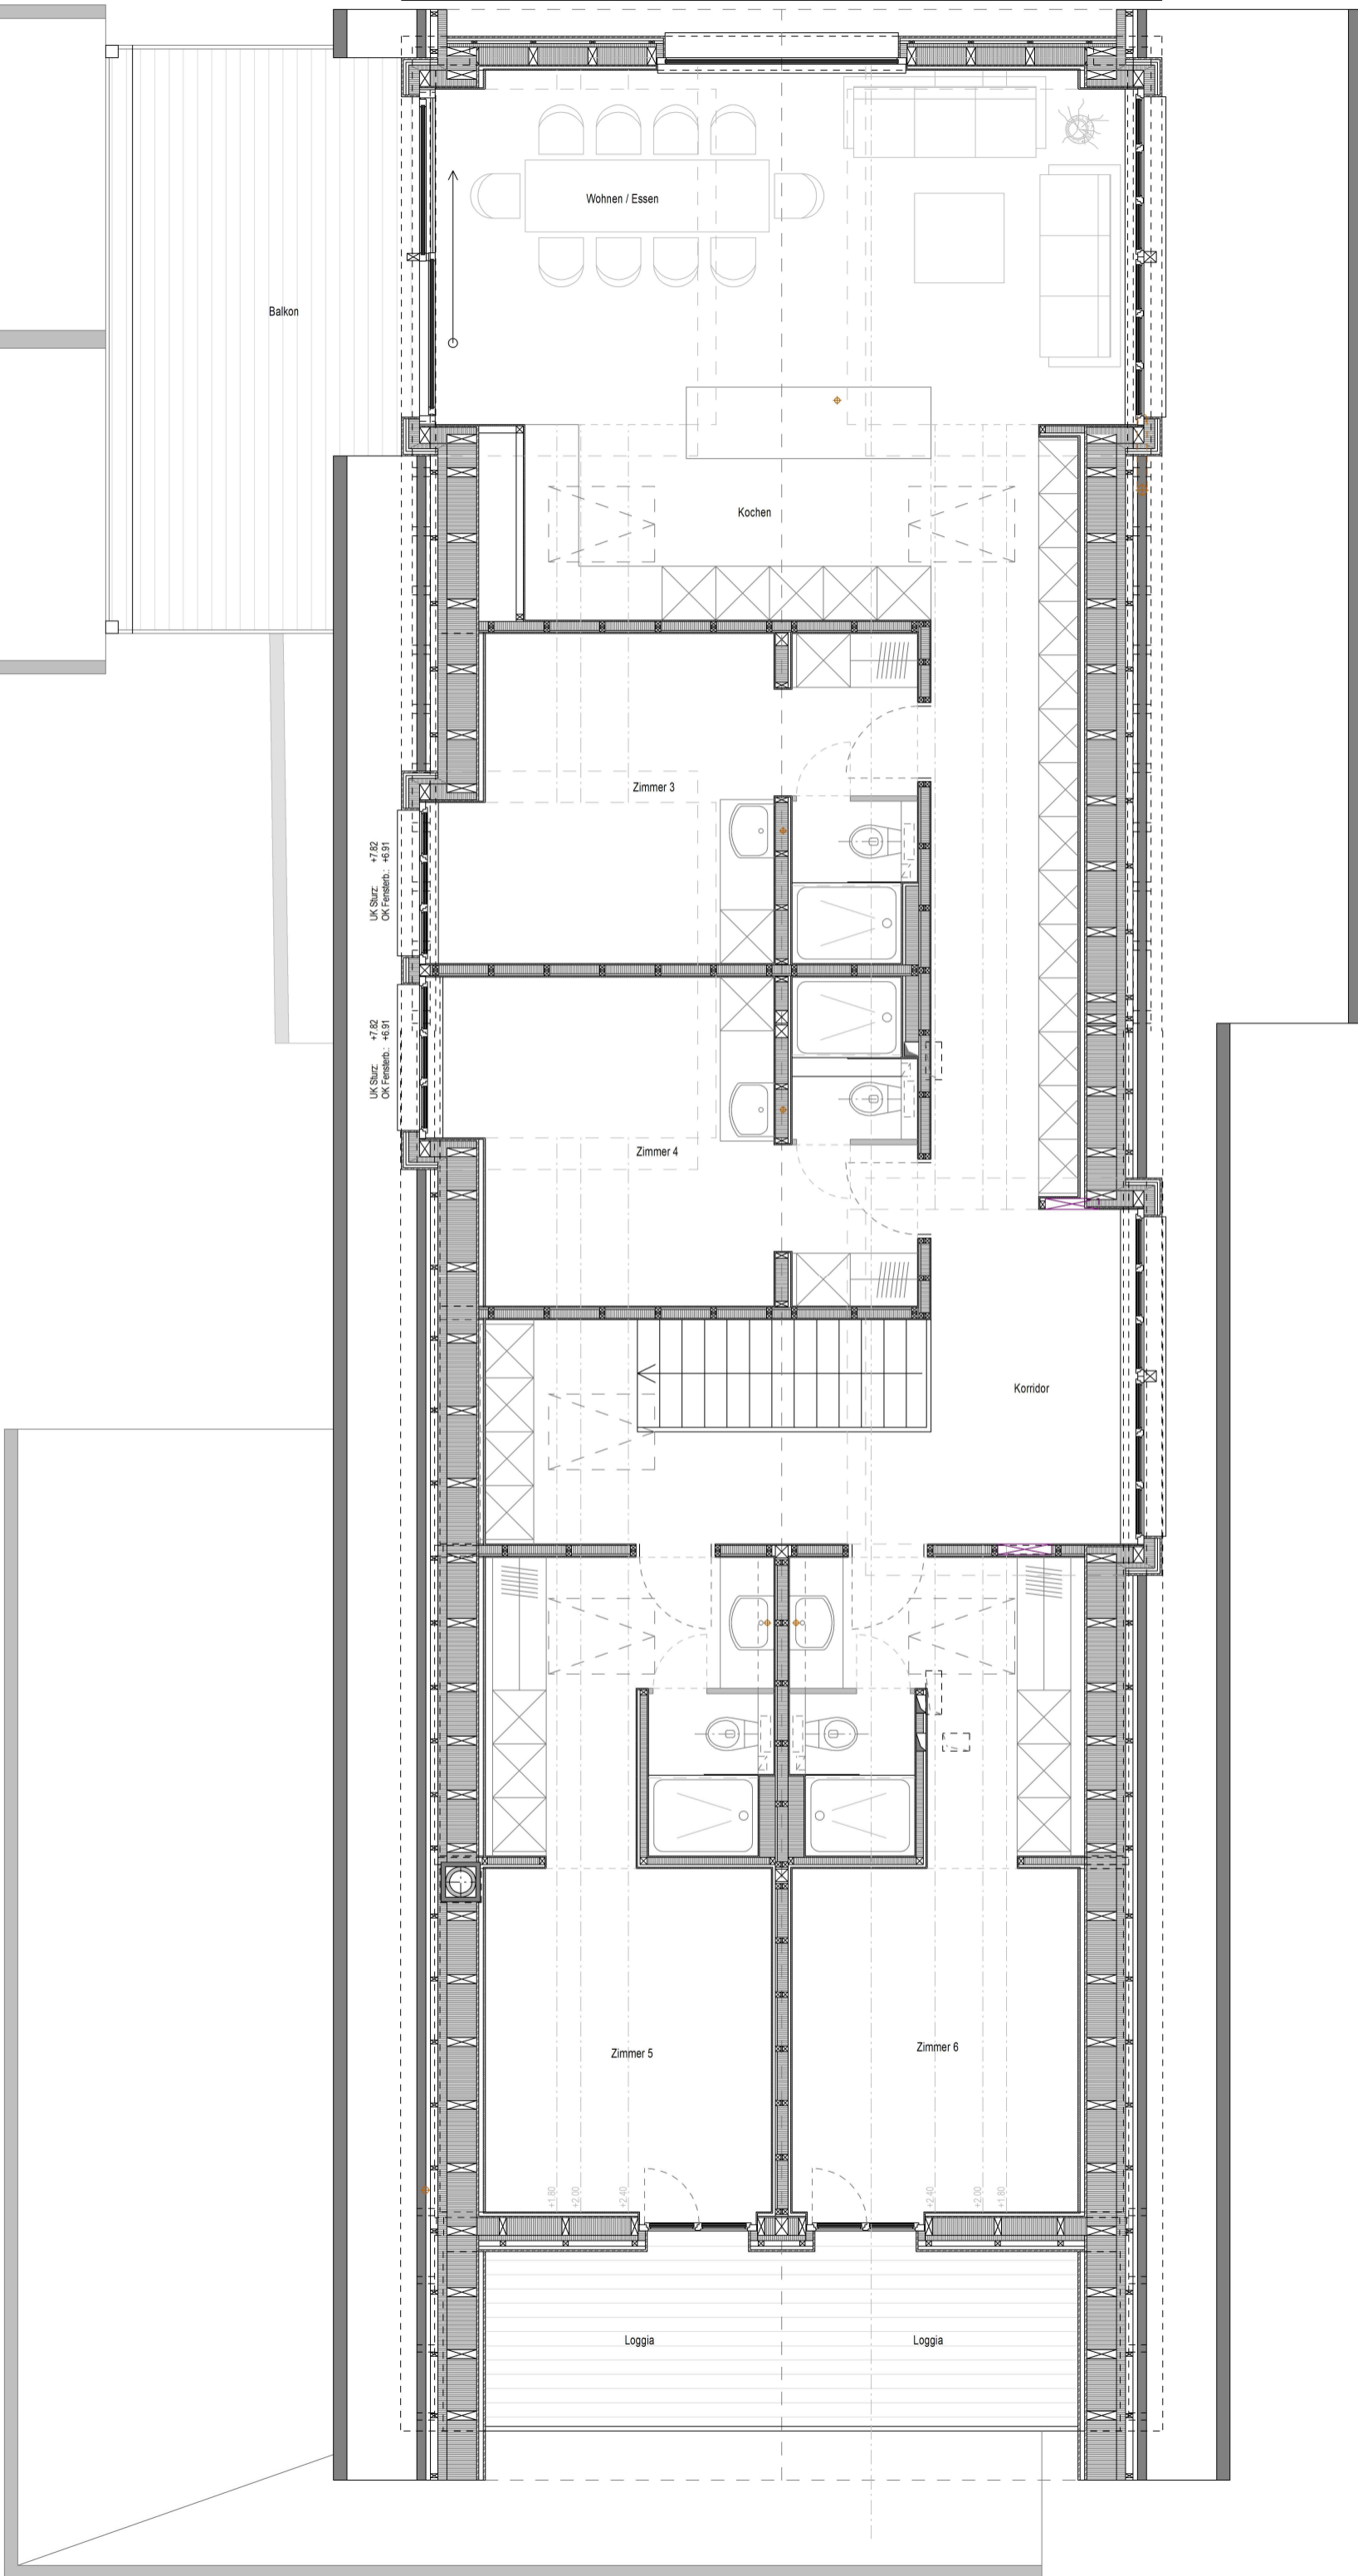 Wohnen / Essen
Balkon
Kochen
Zimmer 3
UK Sturz: +7.82
OK Fensterb.: +6.91
UK Sturz: +7.82
OK Fensterb.: +6.91
Zimmer 4
Korridor
Zimmer 5
Zimmer 6
+1.80
+2.00
+2.40
+2.40
+2.00
+1.80
Loggia
Loggia